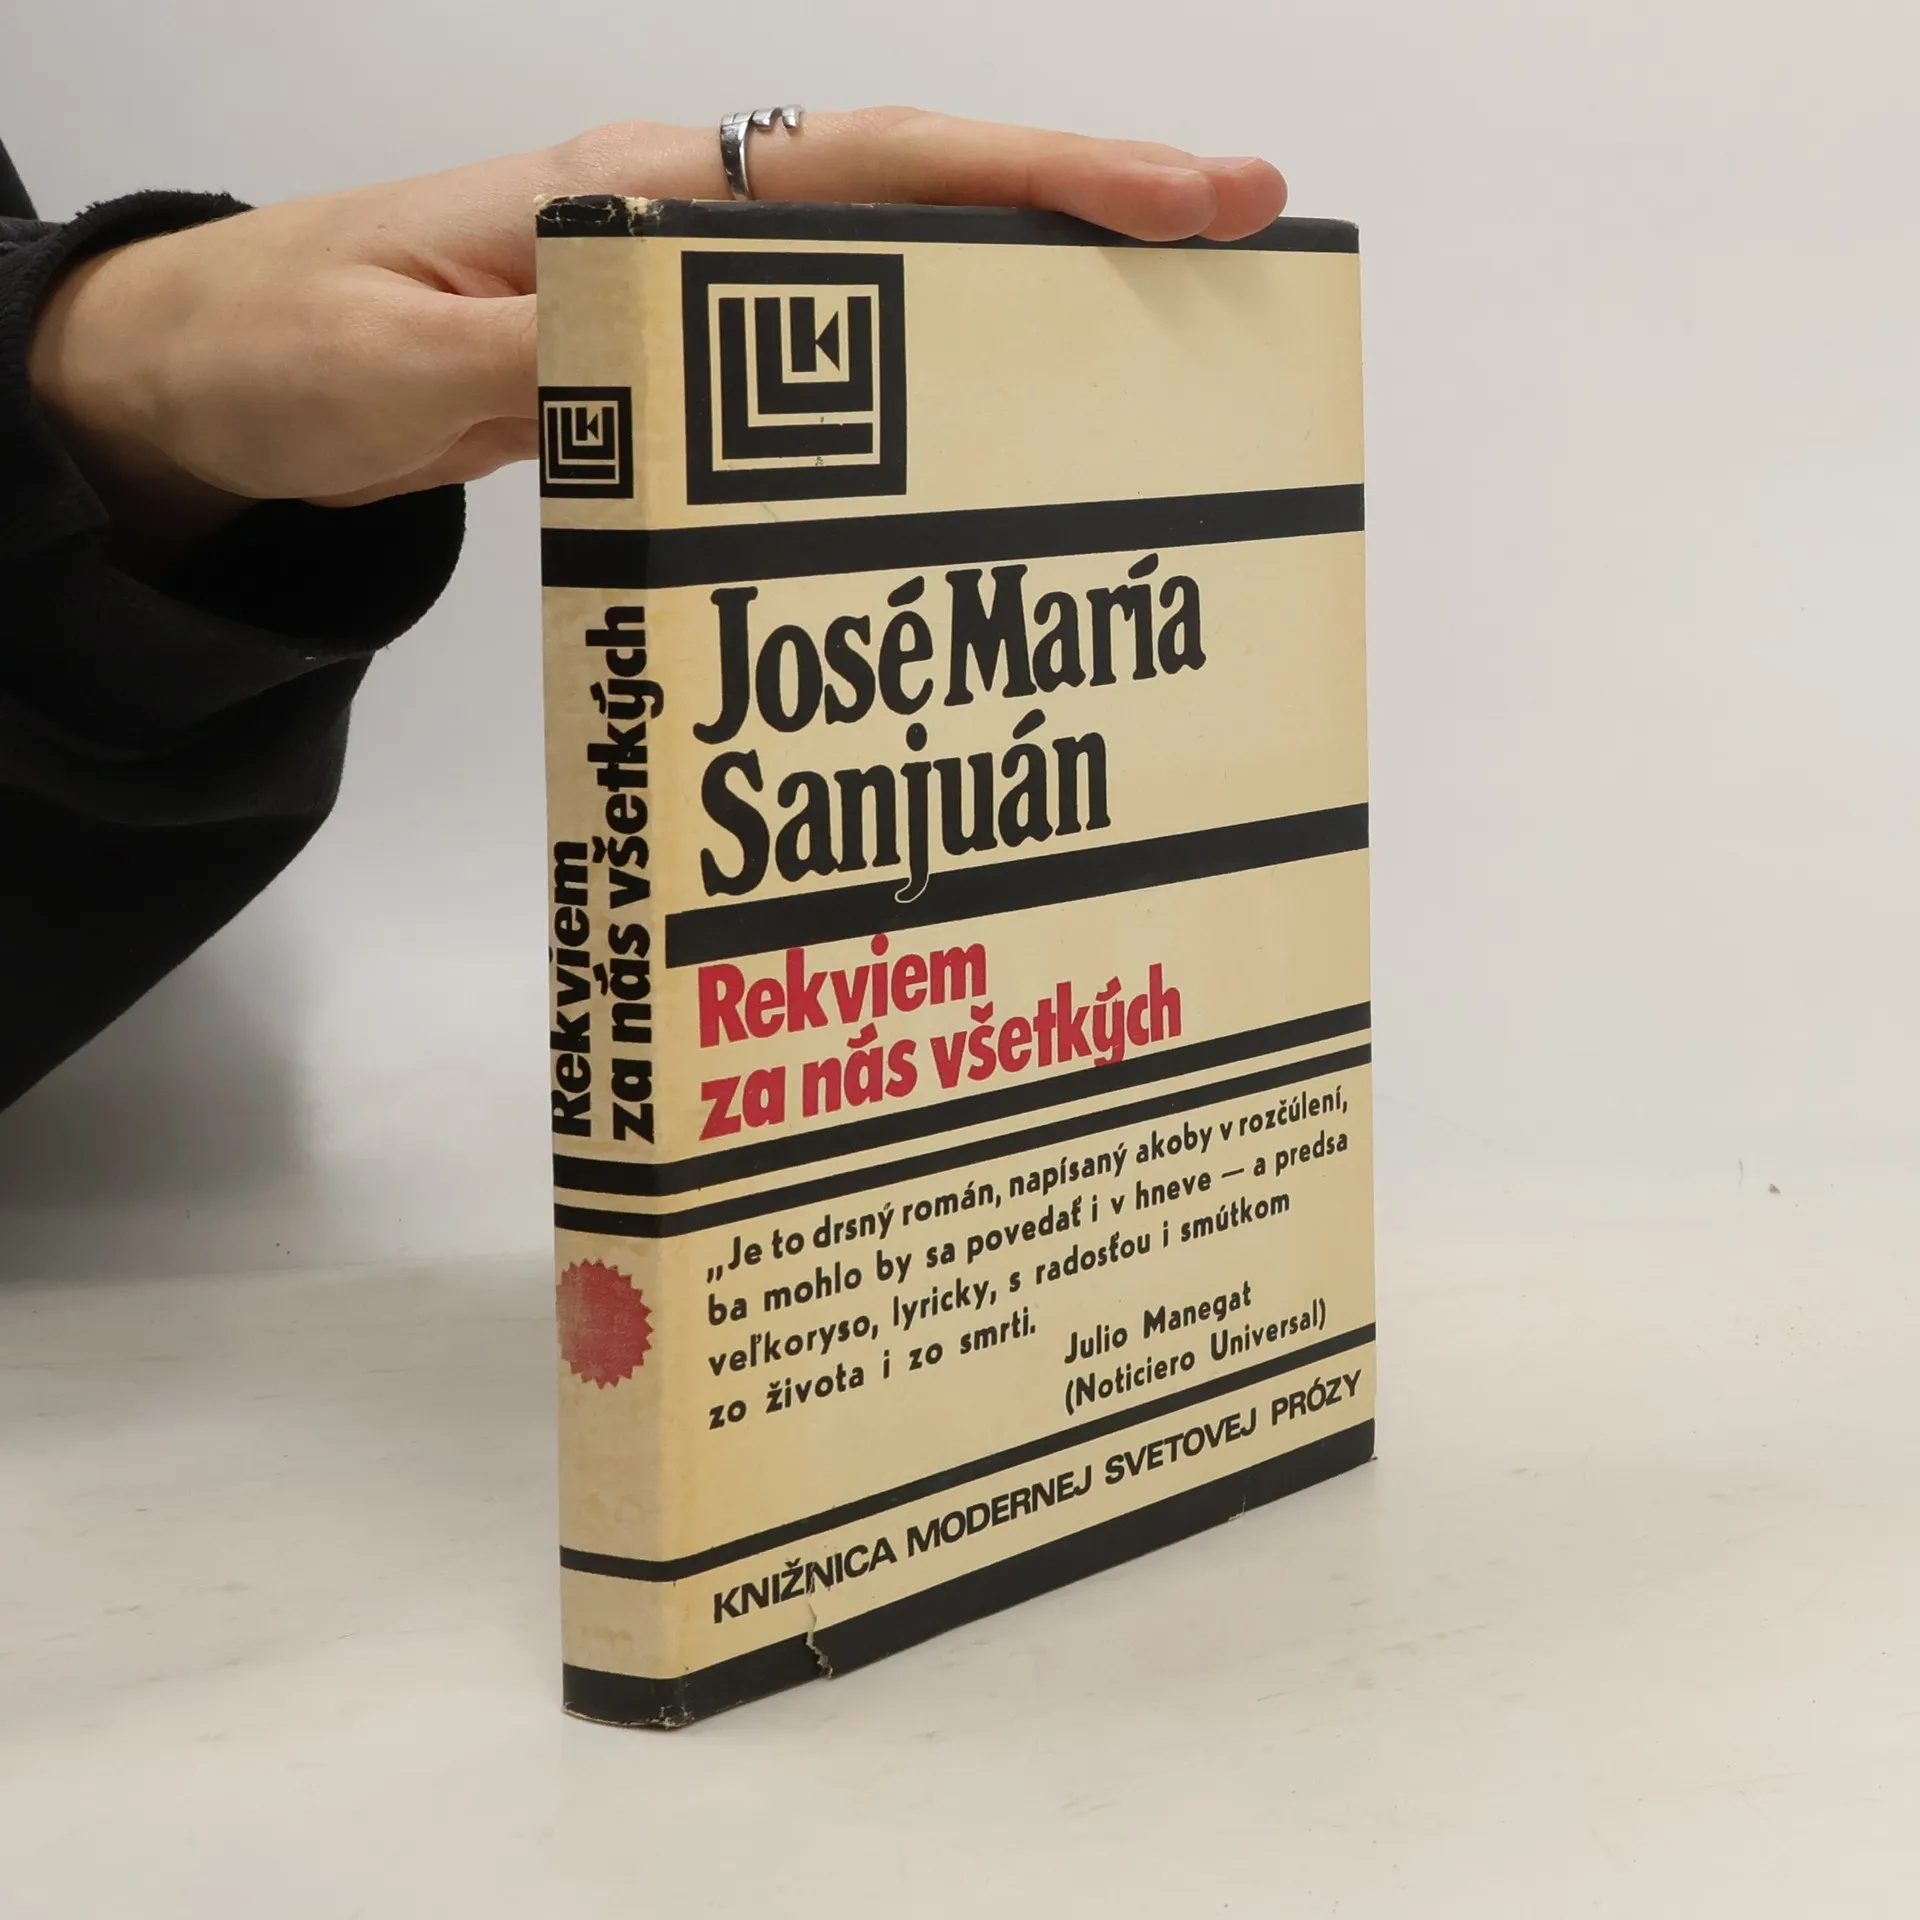 José María
Sanjuán
Rekviem
za nás všetkých
„Je to drsný román, napísaný akoby v rozčúlení,
ba mohlo by sa povedať i v hneve — a predsa
veľkoryso, lyricky, s radosťou i smútkom
zo života i zo smrti.
Julio Manegat
(Noticiero Universal)
KNIŽNICA MODERNEJ SVETOVEJ PRÓZY
Rekviem
za nás všetkých